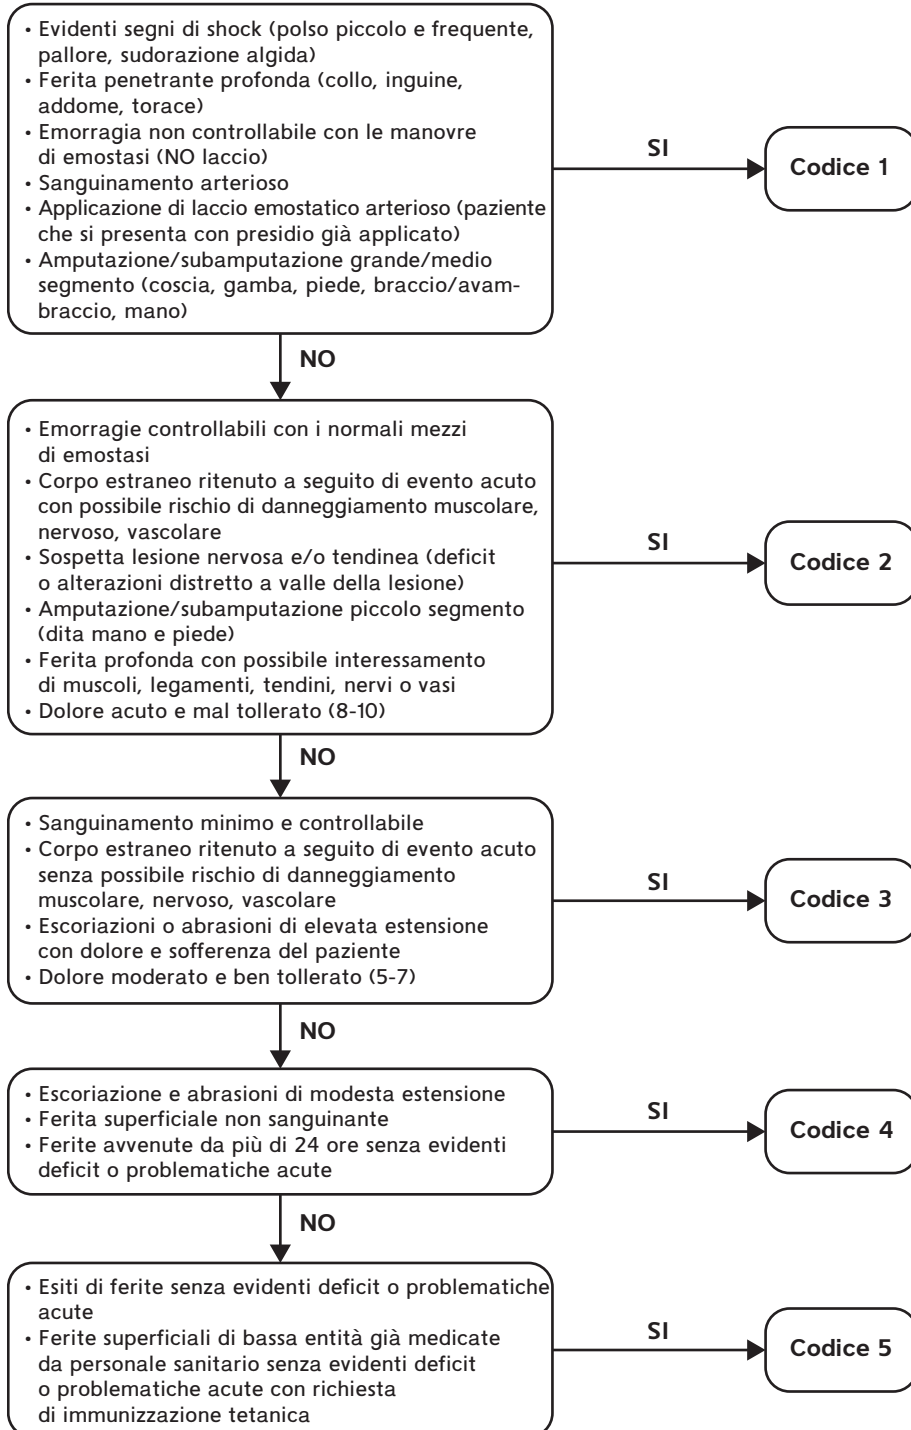 • Evidenti segni di shock (polso piccolo e frequente,
pallore, sudorazione algida)
• Ferita penetrante profonda (collo, inguine,
addome, torace)
• Emorragia non controllabile con le manovre
di emostasi (NO laccio)
• Sanguinamento arterioso
• Applicazione di laccio emostatico arterioso (paziente
che si presenta con presidio già applicato)
• Amputazione/subamputazione grande/medio
segmento (coscia, gamba, piede, braccio/avam-
braccio, mano)
SI
Codice 1
NO
• Emorragie controllabili con i normali mezzi
di emostasi
• Corpo estraneo ritenuto a seguito di evento acuto
con possibile rischio di danneggiamento muscolare,
nervoso, vascolare
• Sospetta lesione nervosa e/o tendinea (deficit
o alterazioni distretto a valle della lesione)
• Amputazione/subamputazione piccolo segmento
(dita mano e piede)
• Ferita profonda con possibile interessamento
di muscoli, legamenti, tendini, nervi o vasi
• Dolore acuto e mal tollerato (8-10)
SI
Codice 2
NO
• Sanguinamento minimo e controllabile
• Corpo estraneo ritenuto a seguito di evento acuto
senza possibile rischio di danneggiamento
muscolare, nervoso, vascolare
• Escoriazioni o abrasioni di elevata estensione
con dolore e sofferenza del paziente
• Dolore moderato e ben tollerato (5-7)
SI
Codice 3
NO
• Escoriazione e abrasioni di modesta estensione
• Ferita superficiale non sanguinante
• Ferite avvenute da più di 24 ore senza evidenti
deficit o problematiche acute
SI
Codice 4
NO
• Esiti di ferite senza evidenti deficit o problematiche
acute
• Ferite superficiali di bassa entità già medicate
da personale sanitario senza evidenti deficit
o problematiche acute con richiesta
di immunizzazione tetanica
SI
Codice 5